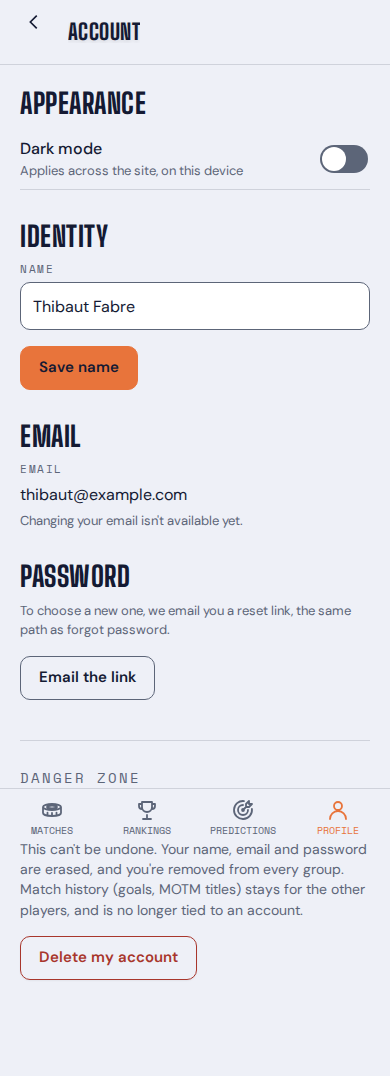 ACCOUNT
APPEARANCE
Dark mode
Applies across the site, on this device
IDENTITY
NAME
Thibaut Fabre
Save name
EMAIL
EMAIL
thibaut@example.com
Changing your email isn't available yet.
PASSWORD
To choose a new one, we email you a reset link, the same
path as forgot password.
Email the link
DANGER ZONE
MATCHES RANKINGS PREDICTIONS PROFILE
This can't be undone. Your name, email and password
are erased, and you're removed from every group.
Match history (goals, MOTM titles) stays for the other
players, and is no longer tied to an account.
Delete my account